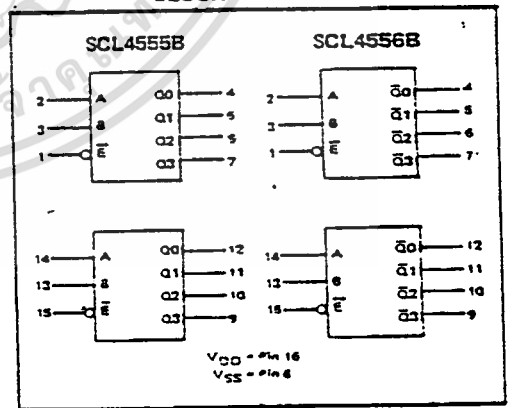 SCL4555B
SCL4556B
2 A Q0 4
3 B Q1 5
Q2 6
1 E̅ Q3 7
2 A Q̅0 4
3 B Q̅1 5
Q̅2 6
1 E̅ Q̅3 7
14 A Q0 12
13 B Q1 11
Q2 10
15 E̅ Q3 9
14 A Q̅0 12
13 B Q̅1 11
Q̅2 10
15 E̅ Q̅3 9
VDD = Pin 16
VSS = Pin 8